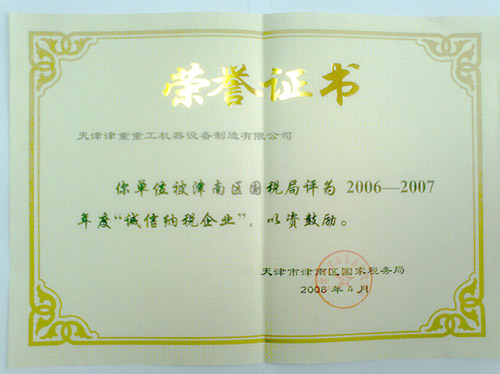 荣誉证书
天津津重重工机器设备制造有限公司
你单位被津南区国税局评为 2006—2007
年度“诚信纳税企业”，以资鼓励。
天津市津南区国家税务局
2008 年 4 月